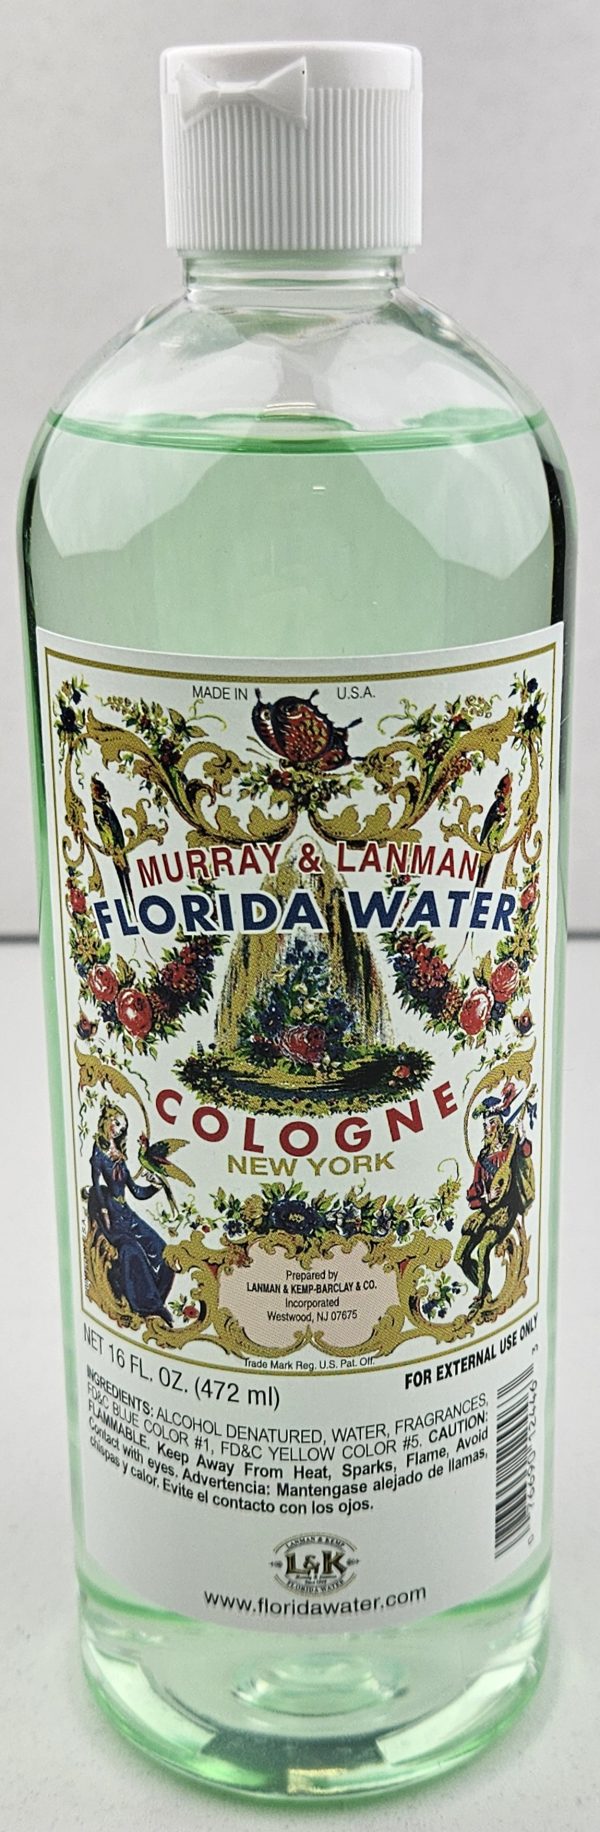 MADE IN U.S.A.
MURRAY & LANMAN
FLORIDA WATER
COLOGNE
NEW YORK
Prepared by
LANMAN & KEMP-BARCLAY & CO.
Incorporated
Westwood, NJ 07675
Trade Mark Reg. U.S. Pat. Off.
NET 16 FL. OZ. (472 ml)
FOR EXTERNAL USE ONLY
INGREDIENTS: ALCOHOL DENATURED, WATER, FRAGRANCES,
FD&C BLUE COLOR #1, FD&C YELLOW COLOR #5. CAUTION:
FLAMMABLE. Keep Away From Heat, Sparks, Flame, Avoid
Contact with eyes. Advertencia: Mantengase alejado de llamas,
chispas y calor. Evite el contacto con los ojos.
LANMAN & KEMP
L&K
FLORIDA WATER
www.floridawater.com